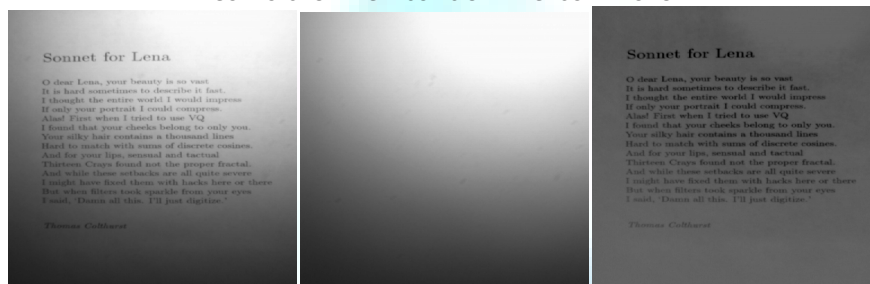 Sonnet for Lena
O dear Lena, your beauty is so vast
It is hard sometimes to describe it fast.
I thought the entire world I would impress
If only your portrait I could compress.
Alas! First when I tried to use VQ
I found that your cheeks belong to only you.
Your silky hair contains a thousand lines
Hard to match with sums of discrete cosines.
And for your lips, sensual and tactual
Thirteen Crays found not the proper fractal.
And while these setbacks are all quite severe
I might have fixed them with hacks here or there
But when filters took sparkle from your eyes
I said, 'Damn all this. I'll just digitize.'
Thomas Colthurst
Sonnet for Lena
O dear Lena, your beauty is so vast
It is hard sometimes to describe it fast.
I thought the entire world I would impress
If only your portrait I could compress.
Alas! First when I tried to use VQ
I found that your cheeks belong to only you.
Your silky hair contains a thousand lines
Hard to match with sums of discrete cosines.
And for your lips, sensual and tactual
Thirteen Crays found not the proper fractal.
And while these setbacks are all quite severe
I might have fixed them with hacks here or there
But when filters took sparkle from your eyes
I said, 'Damn all this. I'll just digitize.'
Thomas Colthurst